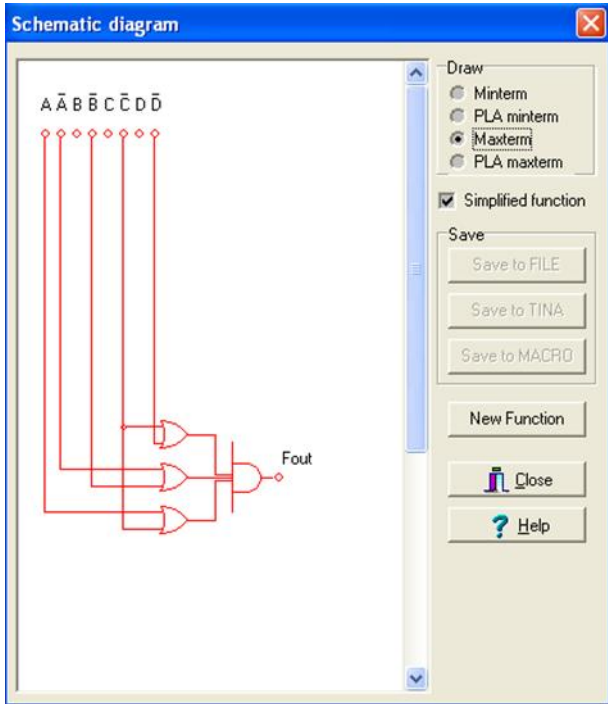 Schematic diagram
A A̅ B B̅ C C̅ D D̅
Fout
Draw
Minterm
PLA minterm
Maxterm
PLA maxterm
Simplified function
Save
Save to FILE
Save to TINA
Save to MACRO
New Function
Close
Help